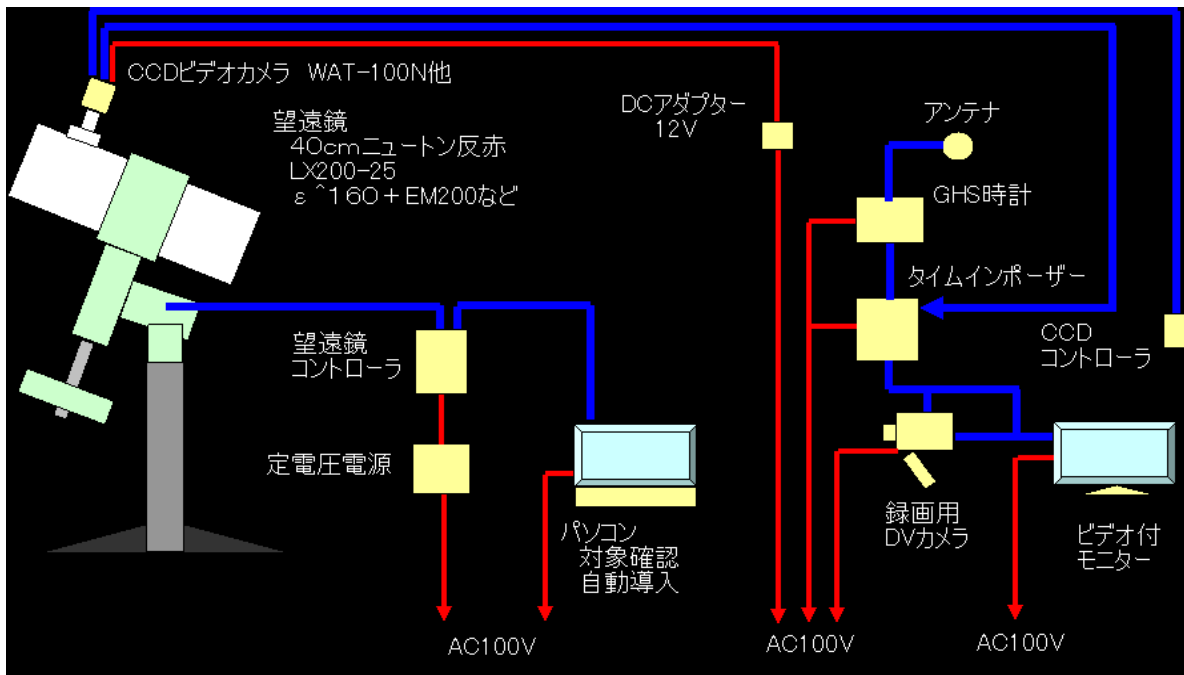 CCDビデオカメラ WAT-100N他
望遠鏡
40cmニュートン反赤
LX200-25
ε^160+EM200など
DCアダプター
12V
アンテナ
GHS時計
タイムインポーザー
CCD
コントローラ
望遠鏡
コントローラ
定電圧電源
パソコン
対象確認
自動導入
録画用
DVカメラ
ビデオ付
モニター
AC100V
AC100V
AC100V